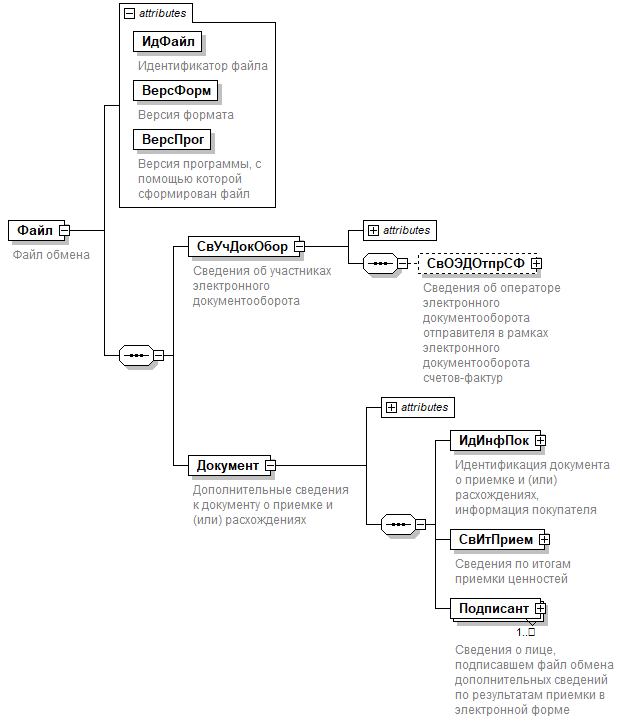 attributes
ИдФайл
Идентификатор файла
ВерсФорм
Версия формата
ВерсПрог
Версия программы, с
помощью которой
сформирован файл
Файл
Файл обмена
СвУчДокОбор
Сведения об участниках
электронного
документооборота
attributes
СвОЭДОтпрСФ
Сведения об операторе
электронного
документооборота
отправителя в рамках
электронного
документооборота
счетов-фактур
Документ
Дополнительные сведения
к документу о приемке и
(или) расхождениях
attributes
ИдИнфПок
Идентификация документа
о приемке и (или)
расхождениях,
информация покупателя
СвИтПрием
Сведения по итогам
приемки ценностей
Подписант
1..□
Сведения о лице,
подписавшем файл обмена
дополнительных сведений
по результатам приемки в
электронной форме